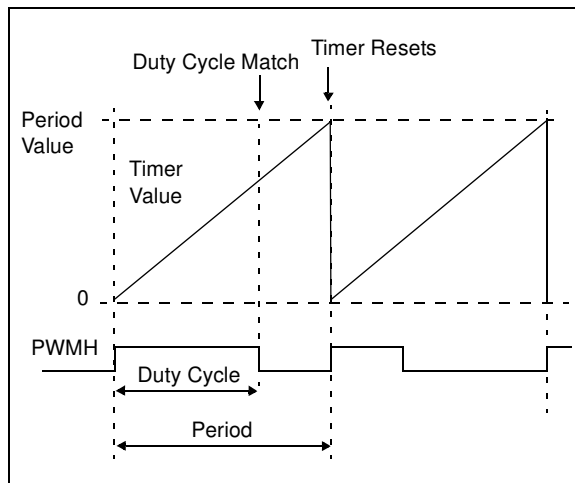 Timer Resets
Duty Cycle Match
Period
Value
Timer
Value
0
PWMH
Duty Cycle
Period